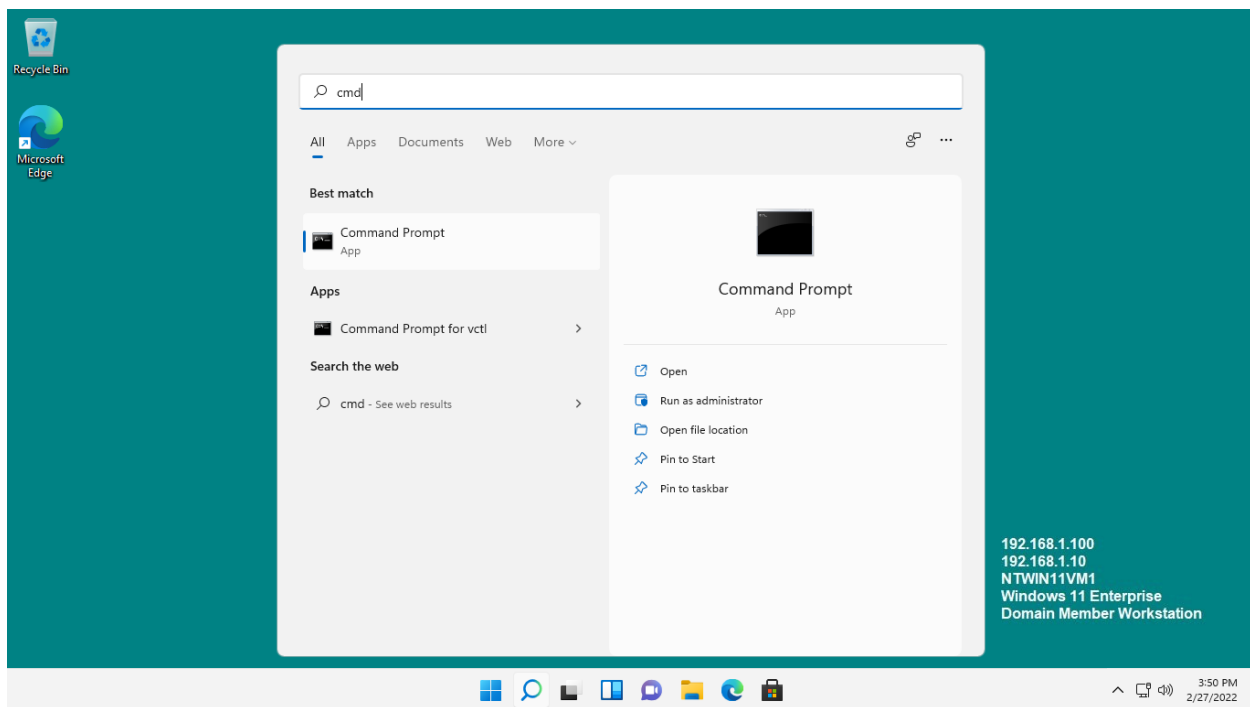 Recycle Bin
Microsoft
Edge
cmd
All Apps Documents Web More
Best match
Command Prompt
App
Apps
Command Prompt for vctl
Search the web
cmd - See web results
Command Prompt
App
Open
Run as administrator
Open file location
Pin to Start
Pin to taskbar
192.168.1.100
192.168.1.10
NTWIN11VM1
Windows 11 Enterprise
Domain Member Workstation
3:50 PM
2/27/2022